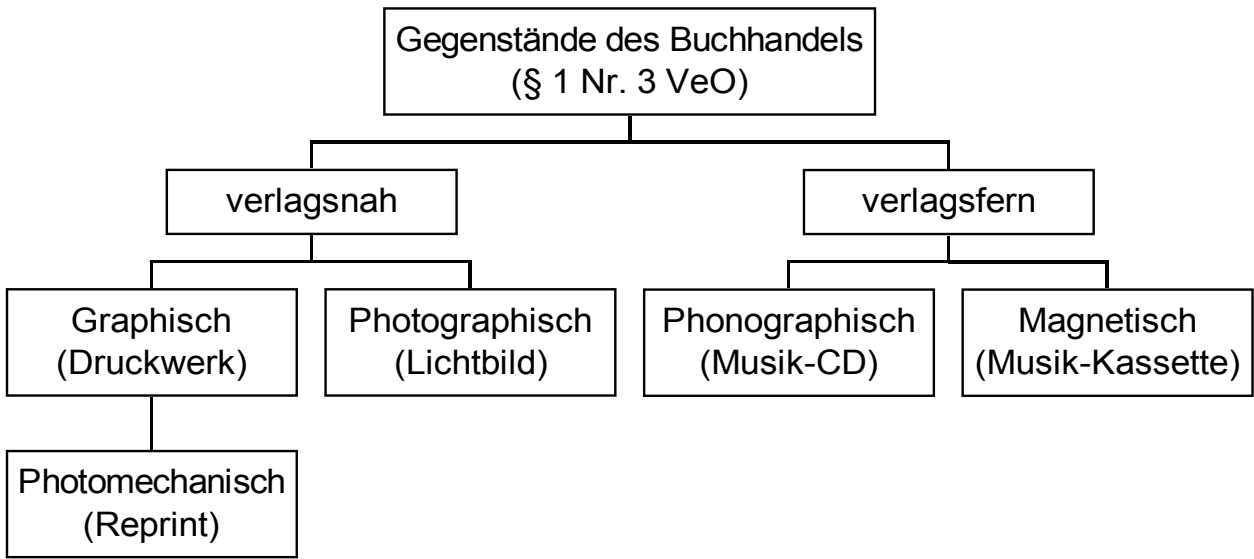 Gegenstände des Buchhandels
(§ 1 Nr. 3 VeO)
verlagsnah
verlagsfern
Graphisch
(Druckwerk)
Photographisch
(Lichtbild)
Phonographisch
(Musik-CD)
Magnetisch
(Musik-Kassette)
Photomechanisch
(Reprint)